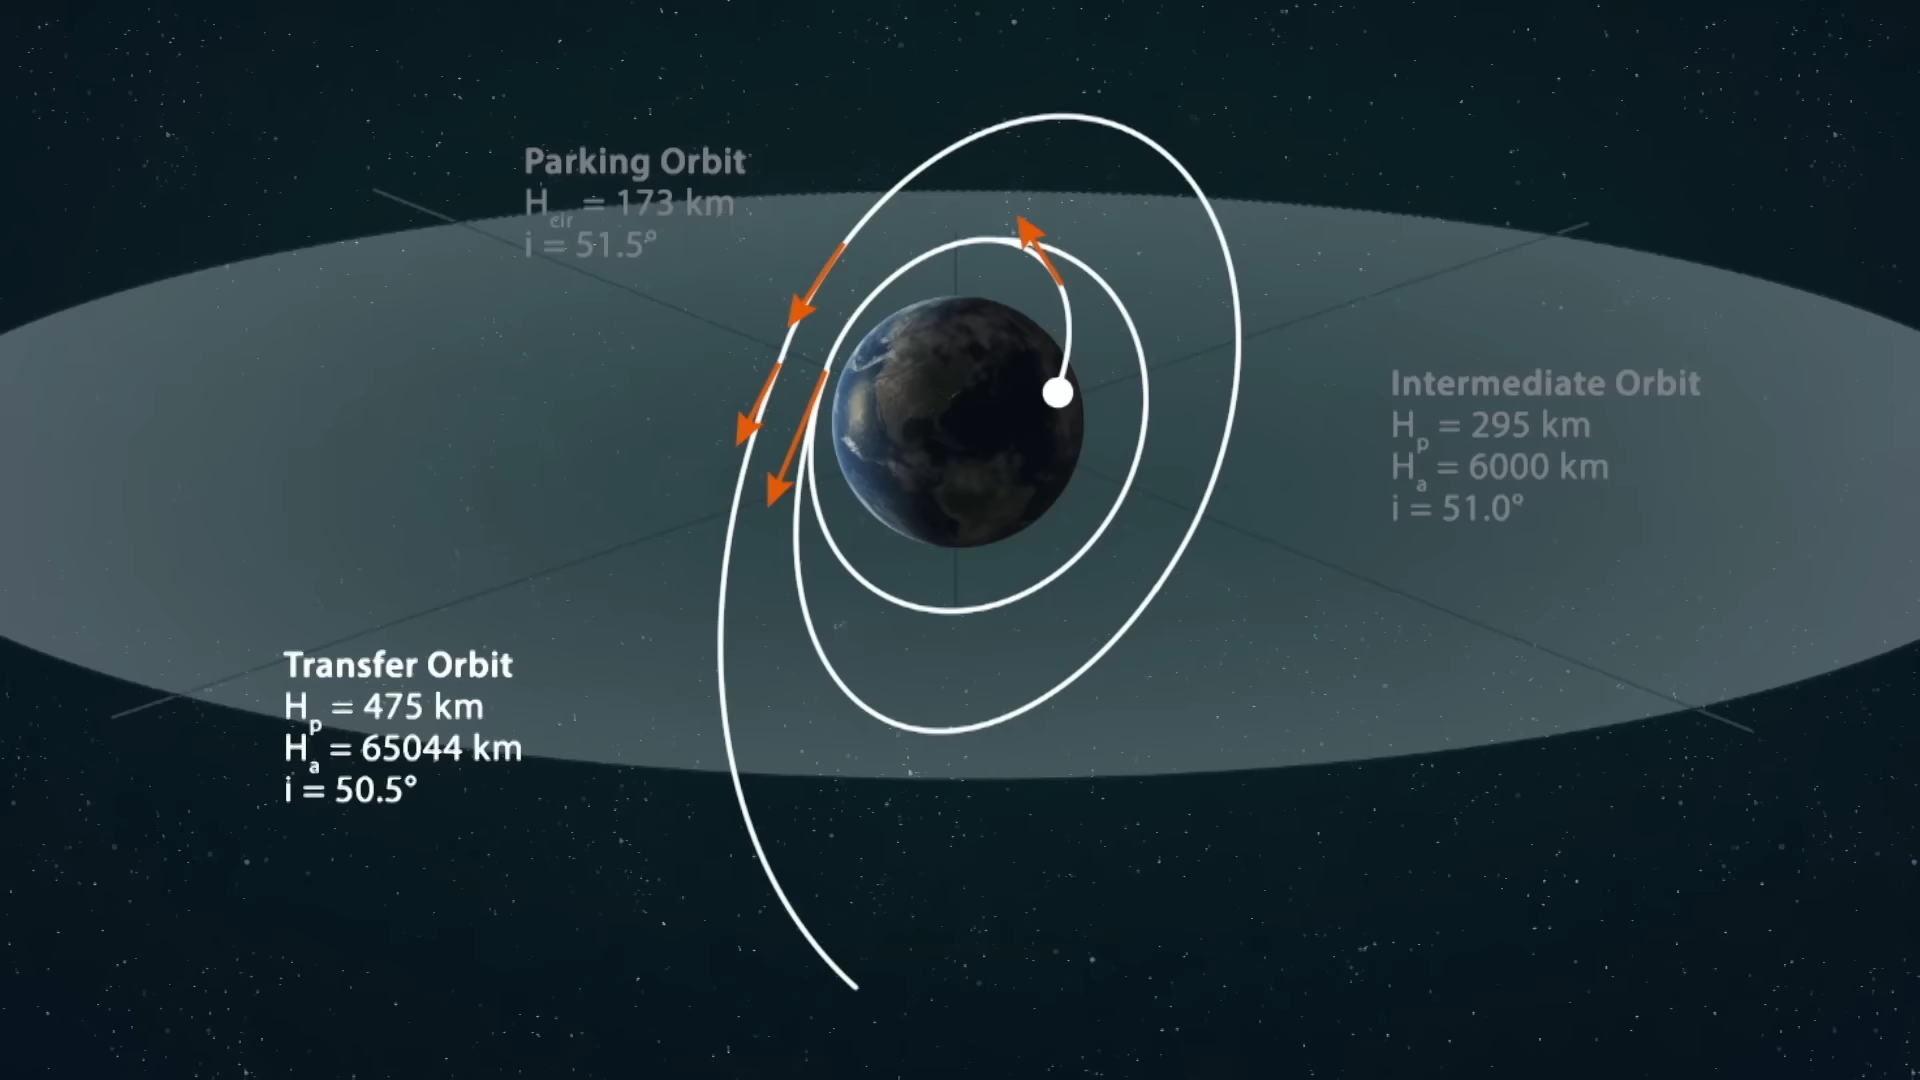 Parking Orbit
Hcir = 173 km
i = 51.5°
Intermediate Orbit
Hp = 295 km
Ha = 6000 km
i = 51.0°
Transfer Orbit
Hp = 475 km
Ha = 65044 km
i = 50.5°